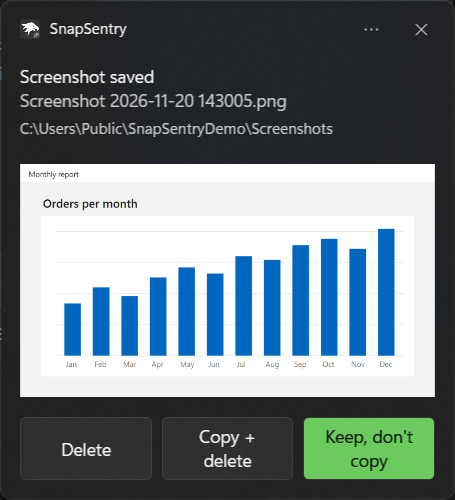 SnapSentry
Screenshot saved
Screenshot 2026-11-20 143005.png
C:\Users\Public\SnapSentryDemo\Screenshots
Monthly report
Orders per month
Jan Feb Mar Apr May Jun Jul Aug Sep Oct Nov Dec
Delete
Copy +
delete
Keep, don't
copy